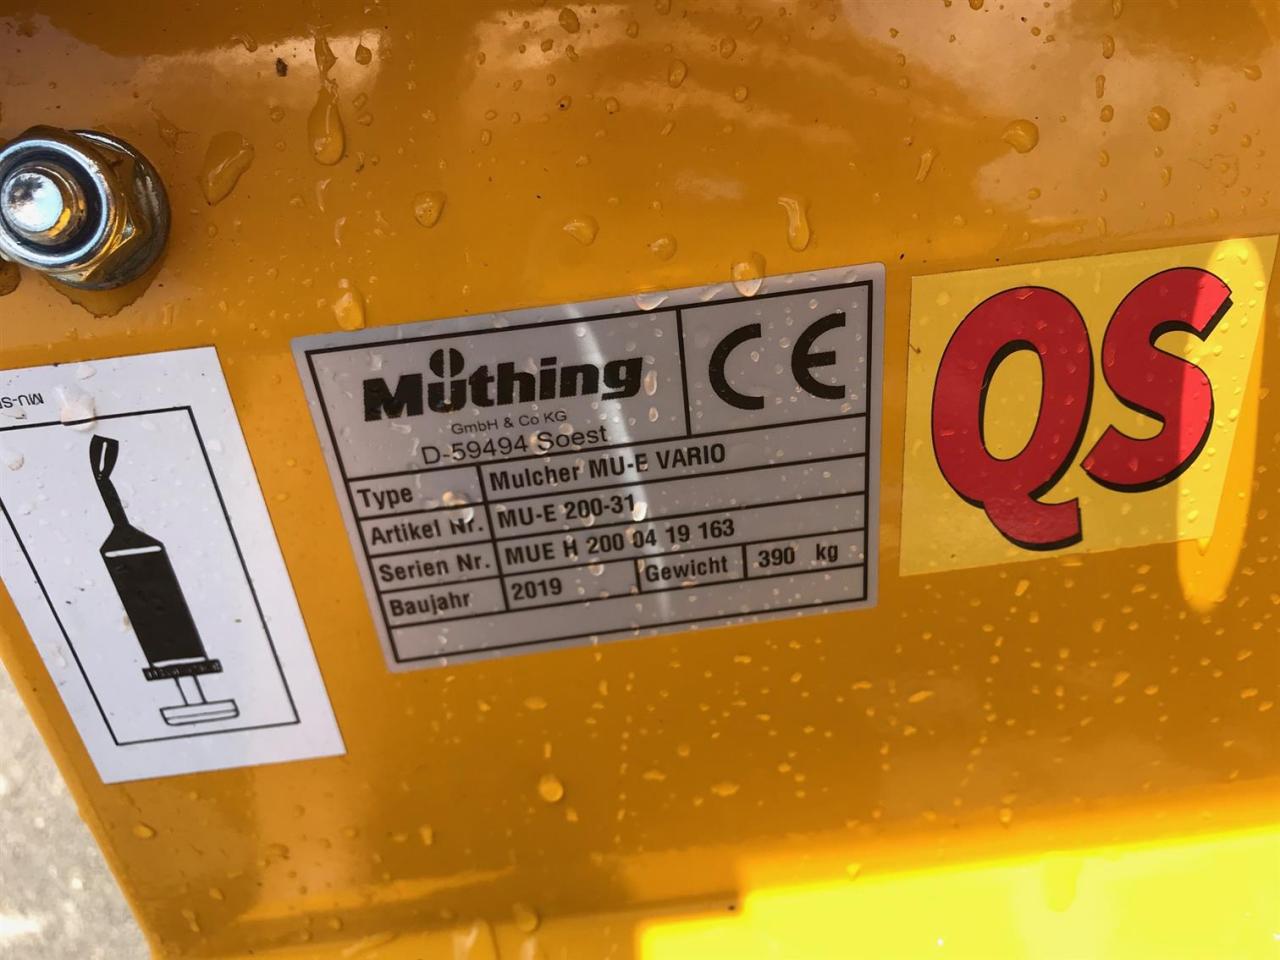 Müthing
GmbH & Co KG
D-59494 Soest
CE
Type Mulcher MU-E VARIO
Artikel Nr. MU-E 200-31
Serien Nr. MUE H 200 04 19 163
Baujahr 2019 Gewicht 390 kg
QS